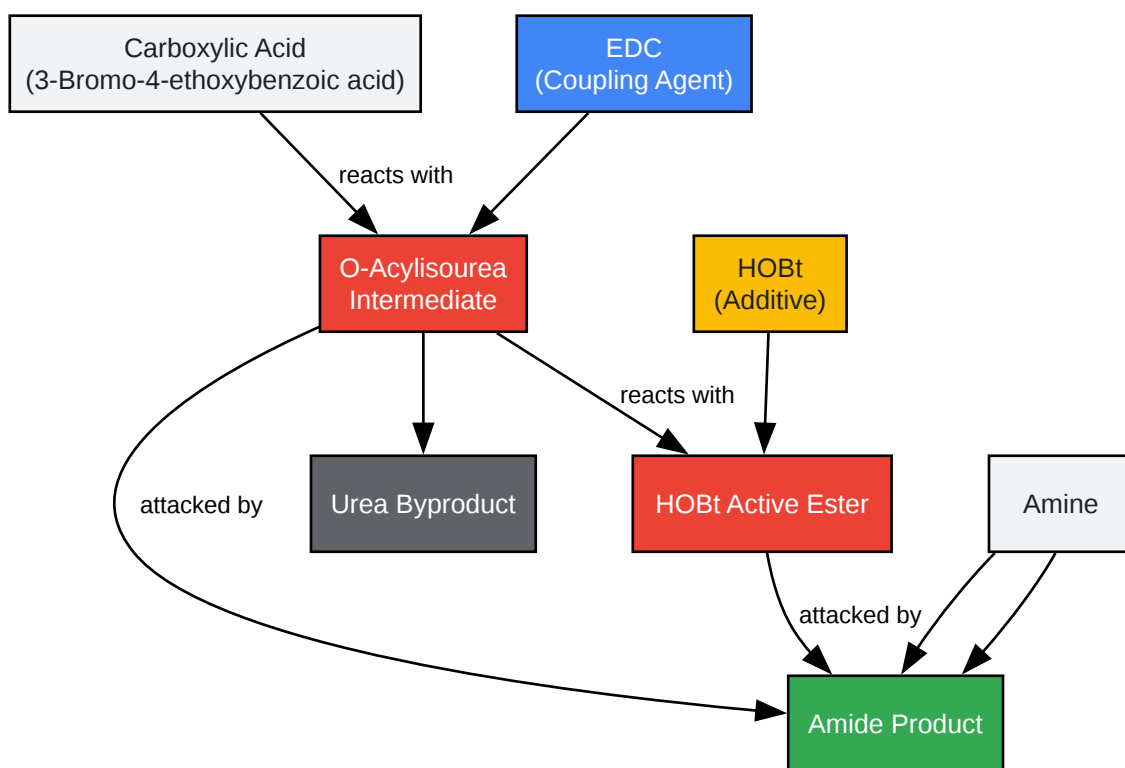 Carboxylic Acid
(3-Bromo-4-ethoxybenzoic acid)
EDC
(Coupling Agent)
reacts with
O-Acylisourea
Intermediate
HOBt
(Additive)
reacts with
attacked by
Urea Byproduct
HOBt Active Ester
Amine
attacked by
Amide Product